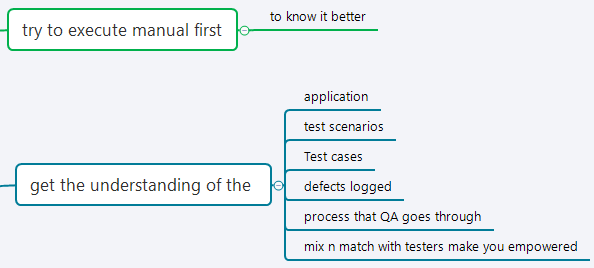 try to execute manual first
to know it better
get the understanding of the
application
test scenarios
Test cases
defects logged
process that QA goes through
mix n match with testers make you empowered